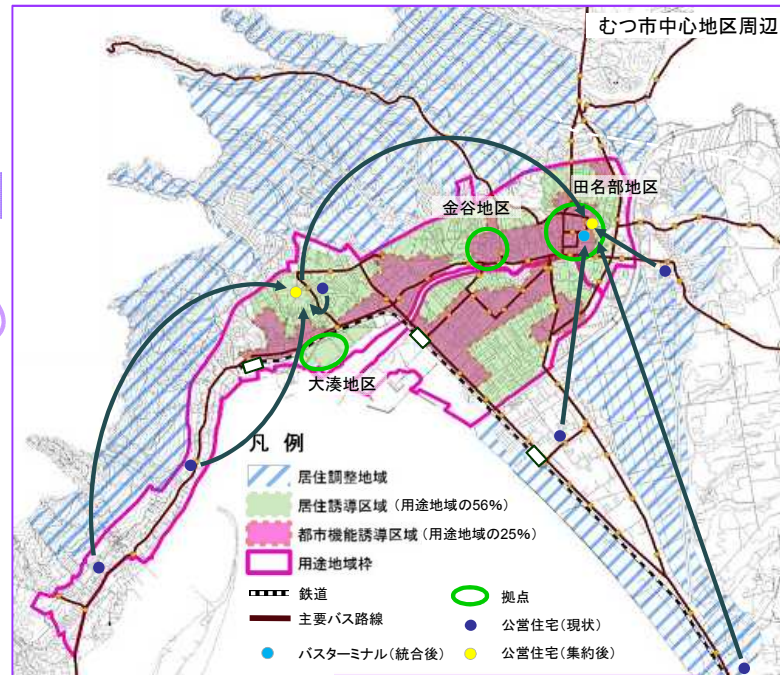 むつ市中心地区周辺
田名部地区
金谷地区
大湊地区
凡 例
居住調整地域
居住誘導区域 (用途地域の56%)
都市機能誘導区域 (用途地域の25%)
用途地域枠
鉄道
拠点
主要バス路線
公営住宅(現状)
バスターミナル(統合後)
公営住宅(集約後)